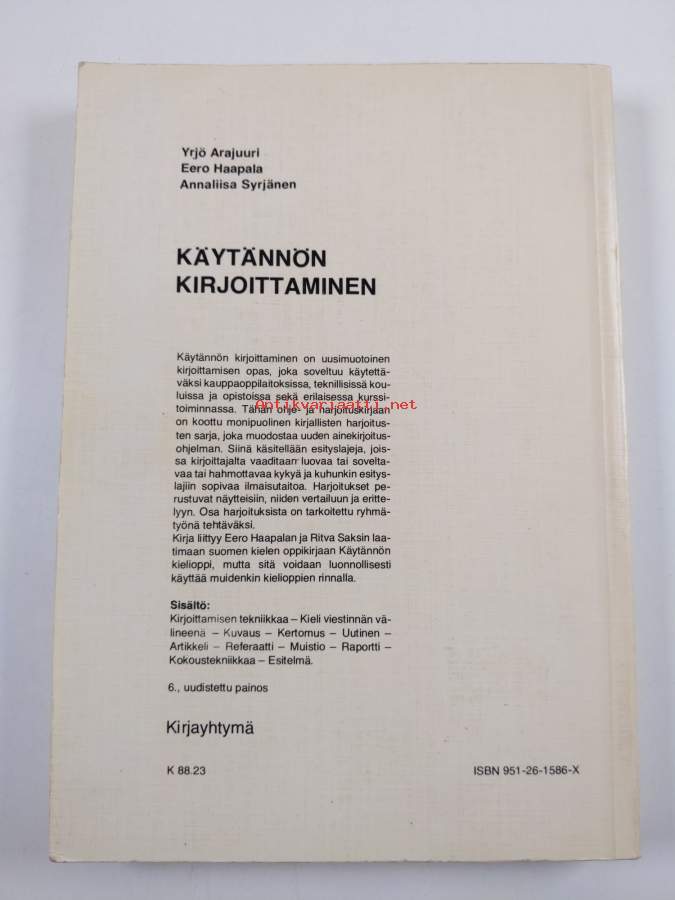 Yrjö Arajuuri
Eero Haapala
Annaliisa Syrjänen
KÄYTÄNNÖN
KIRJOITTAMINEN
Käytännön kirjoittaminen on uusimuotoinen
kirjoittamisen opas, joka soveltuu käytettä-
väksi kauppaoppilaitoksissa, teknillisissä kou-
luissa ja opistoissa sekä erilaisessa kurssi-
toiminnassa. Tähän ohje- ja harjoituskirjaan
Antikvariaatti.net
on koottu monipuolinen kirjallisten harjoitus-
ten sarja, joka muodostaa uuden ainekirjoitus-
ohjelman. Siinä käsitellään esityslajeja, jois-
sa kirjoittajalta vaaditaan luovaa tai sovelta-
vaa tai hahmottavaa kykyä ja kuhunkin esitys-
lajiin sopivaa ilmaisutaitoa. Harjoitukset pe-
rustuvat näytteisiin, niiden vertailuun ja eritte-
lyyn. Osa harjoituksista on tarkoitettu ryhmä-
työnä tehtäväksi.
Kirja liittyy Eero Haapalan ja Ritva Saksin laa-
timaan suomen kielen oppikirjaan Käytännön
kielioppi, mutta sitä voidaan luonnollisesti
käyttää muidenkin kielioppien rinnalla.
Sisältö:
Kirjoittamisen tekniikkaa – Kieli viestinnän vä-
lineenä – Kuvaus – Kertomus – Uutinen –
Artikkeli – Referaatti – Muistio – Raportti –
Kokoustekniikkaa – Esitelmä.
6., uudistettu painos
Kirjayhtymä
K 88.23
ISBN 951-26-1586-X